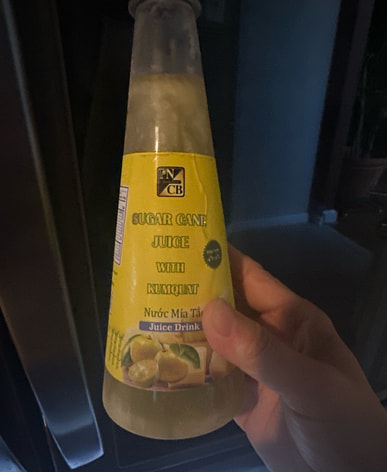 N
CB
SUGAR CANE
JUICE
WITH
KUMQUAT
Nước Mía Tắc
Juice Drink